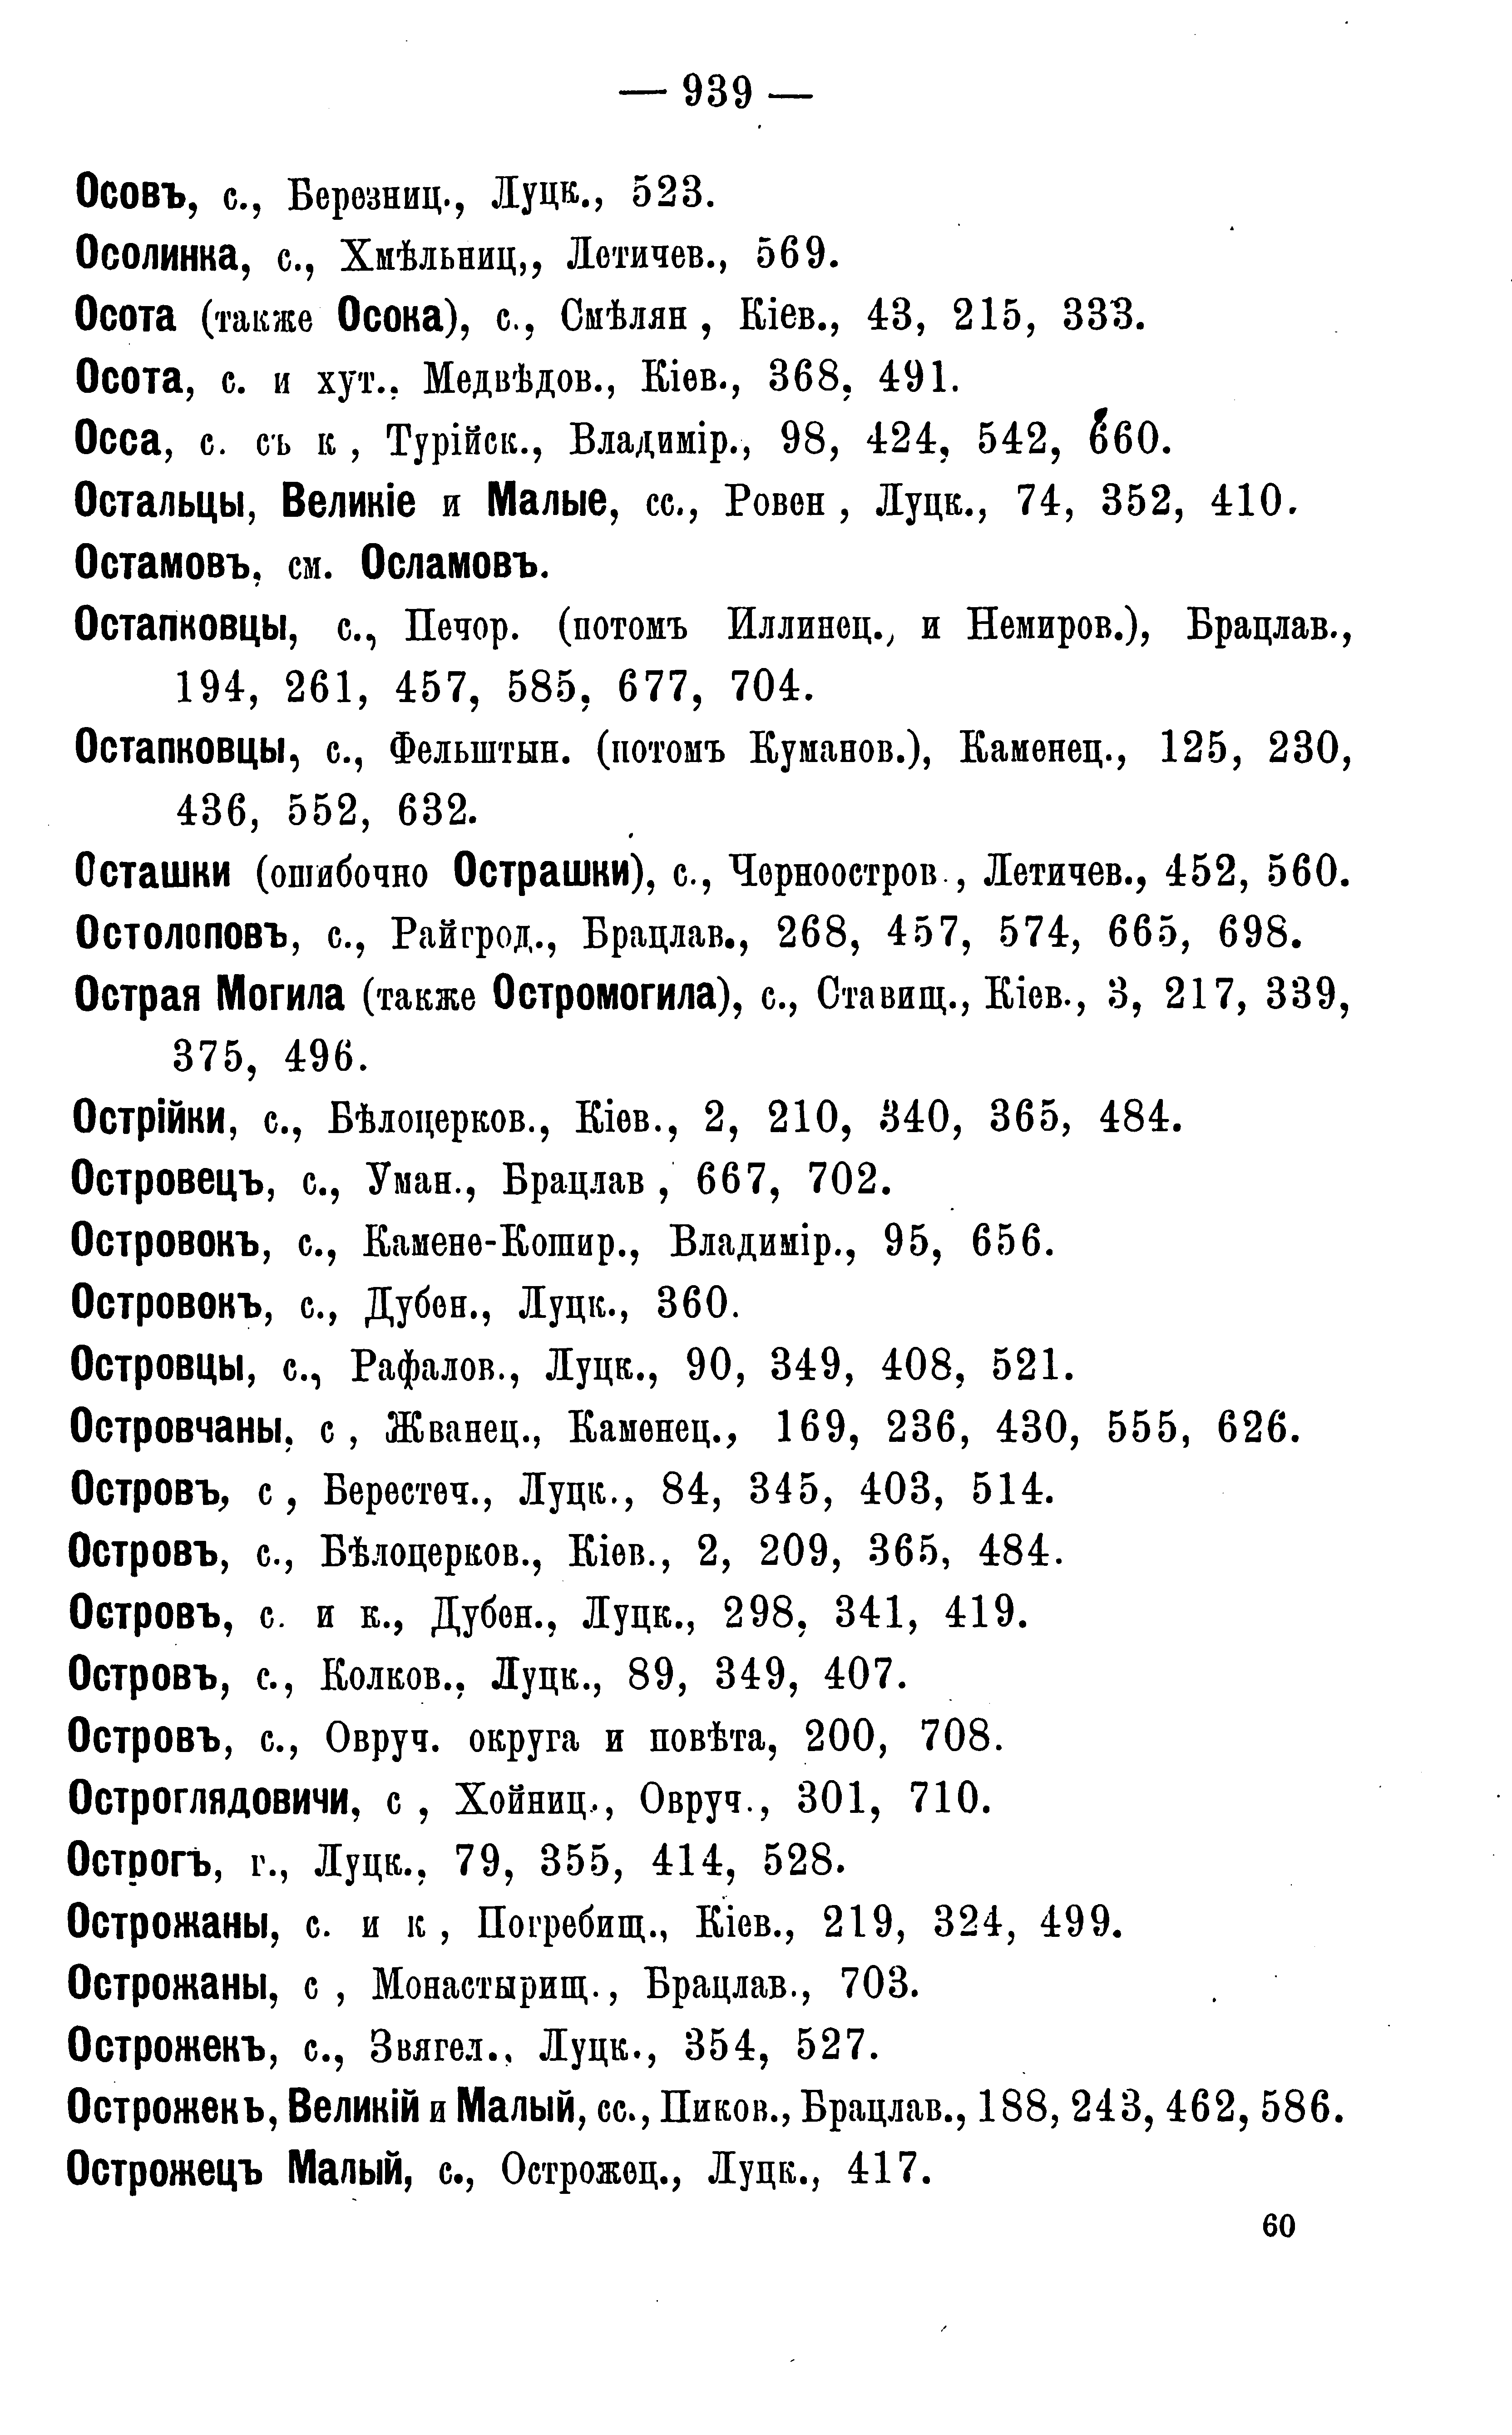 — 939 —
Осовъ, с., Березниц., Луцк., 523.
Осолинка, с., Хмѣльниц,, Летичев., 569.
Осота (также Осока), с., Смѣлян , Кіев., 43, 215, 333.
Осота, с. и хут., Медвѣдов., Кіев., 368, 491.
Осса, с. съ к , Турійск., Владимір., 98, 424, 542, 660.
Остальцы, Великіе и Малые, сс., Ровен , Луцк., 74, 352, 410.
Остамовъ, см. Осламовъ.
Остапковцы, с., Печор. (потомъ Иллинец., и Немиров.), Брацлав.,
194, 261, 457, 585, 677, 704.
Остапковцы, с., Фельштын. (потомъ Куманов.), Каменец., 125, 230,
436, 552, 632.
Осташки (ошибочно Острашки), с., Черноостров., Летичев., 452, 560.
Остолоповъ, с., Райгрод., Брацлав., 268, 457, 574, 665, 698.
Острая Могила (также Остромогила), с., Ставищ., Кіев., 3, 217, 339,
375, 496.
Острійки, с., Бѣлоцерков., Кіев., 2, 210, 340, 365, 484.
Островецъ, с., Уман., Брацлав , 667, 702.
Островокъ, с., Камене-Кошир., Владимір., 95, 656.
Островокъ, с., Дубен., Луцк., 360.
Островцы, с., Рафалов., Луцк., 90, 349, 408, 521.
Островчаны, с , Жванец., Каменец., 169, 236, 430, 555, 626.
Островъ, с , Берестеч., Луцк., 84, 345, 403, 514.
Островъ, с., Бѣлоцерков., Кіев., 2, 209, 365, 484.
Островъ, с. и к., Дубен., Луцк., 298, 341, 419.
Островъ, с., Колков., Луцк., 89, 349, 407.
Островъ, с., Овруч. округа и повѣта, 200, 708.
Остроглядовичи, с , Хойниц., Овруч., 301, 710.
Острогъ, г., Луцк., 79, 355, 414, 528.
Острожаны, с. и к , Погребищ., Кіев., 219, 324, 499.
Острожаны, с , Монастырищ., Брацлав., 703.
Острожекъ, с., Звягел., Луцк., 354, 527.
Острожекъ, Великій и Малый, сс., Пиков., Брацлав., 188, 243, 462, 586.
Острожецъ Малый, с., Острожец., Луцк., 417.
60